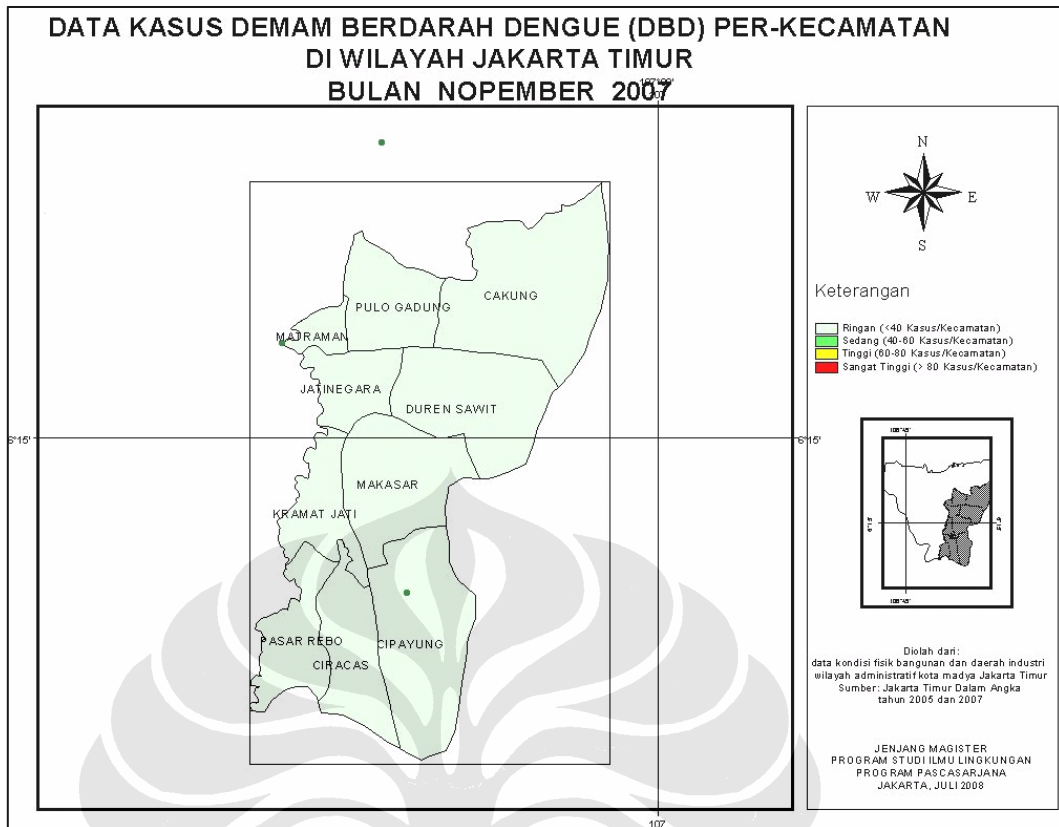 DATA KASUS DEMAM BERDARAH DENGUE (DBD) PER-KECAMATAN
DI WILAYAH JAKARTA TIMUR
BULAN NOPEMBER 2007
N
W E
S
CAKUNG
PULO GADUNG
MATRAMAN
JATINEGARA
DUREN SAWIT
MAKASAR
KRAMAT JATI
PASAR REBO
CIRACAS
CIPAYUNG
6°15'
6°15'
107
Keterangan
Ringan (<40 Kasus/Kecamatan)
Sedang (40-60 Kasus/Kecamatan)
Tinggi (60-80 Kasus/Kecamatan)
Sangat Tinggi (> 80 Kasus/Kecamatan)
106°45'
106°45'
Diolah dari:
data kondisi fisik bangunan dan daerah industri
wilayah administratif kota madya Jakarta Timur
Sumber: Jakarta Timur Dalam Angka
tahun 2005 dan 2007
JENJANG MAGISTER
PROGRAM STUDI ILMU LINGKUNGAN
PROGRAM PASCASARJANA
JAKARTA, JULI 2008